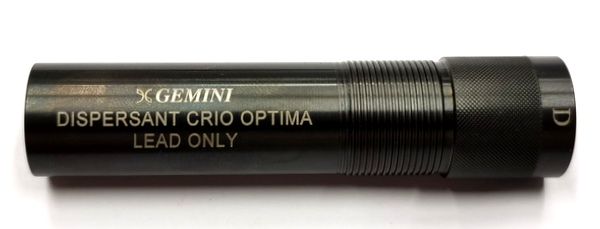 GEMINI
DISPERSANT CRIO OPTIMA
LEAD ONLY
D